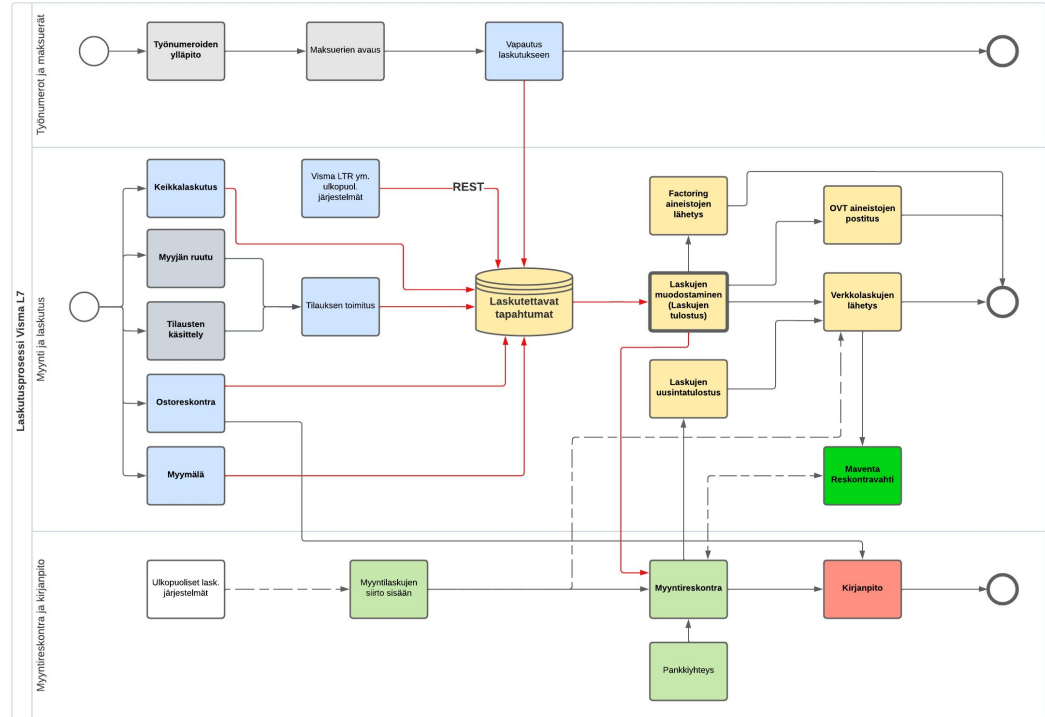 Laskutusprosessi Visma L7
Työnumerot ja maksuerät
Työnumeroiden
ylläpito
Maksuerien avaus
Vapautus
laskutukseen
Myynti ja laskutus
Keikkalaskutus
Visma LTR ym.
ulkopuol.
järjestelmät
REST
Factoring
aineistojen
lähetys
OVT aineistojen
postitus
Myyjän ruutu
Tilausten
käsittely
Tilauksen toimitus
Laskutettavat
tapahtumat
Laskujen
muodostaminen
(Laskujen
tulostus)
Verkkolaskujen
lähetys
Ostoreskontra
Laskujen
uusintatulostus
Myymälä
Maventa
Reskontravahti
Myyntireskontra ja kirjanpito
Ulkopuoliset lask.
järjestelmät
Myyntilaskujen
siirto sisään
Myyntireskontra
Kirjanpito
Pankkiyhteys